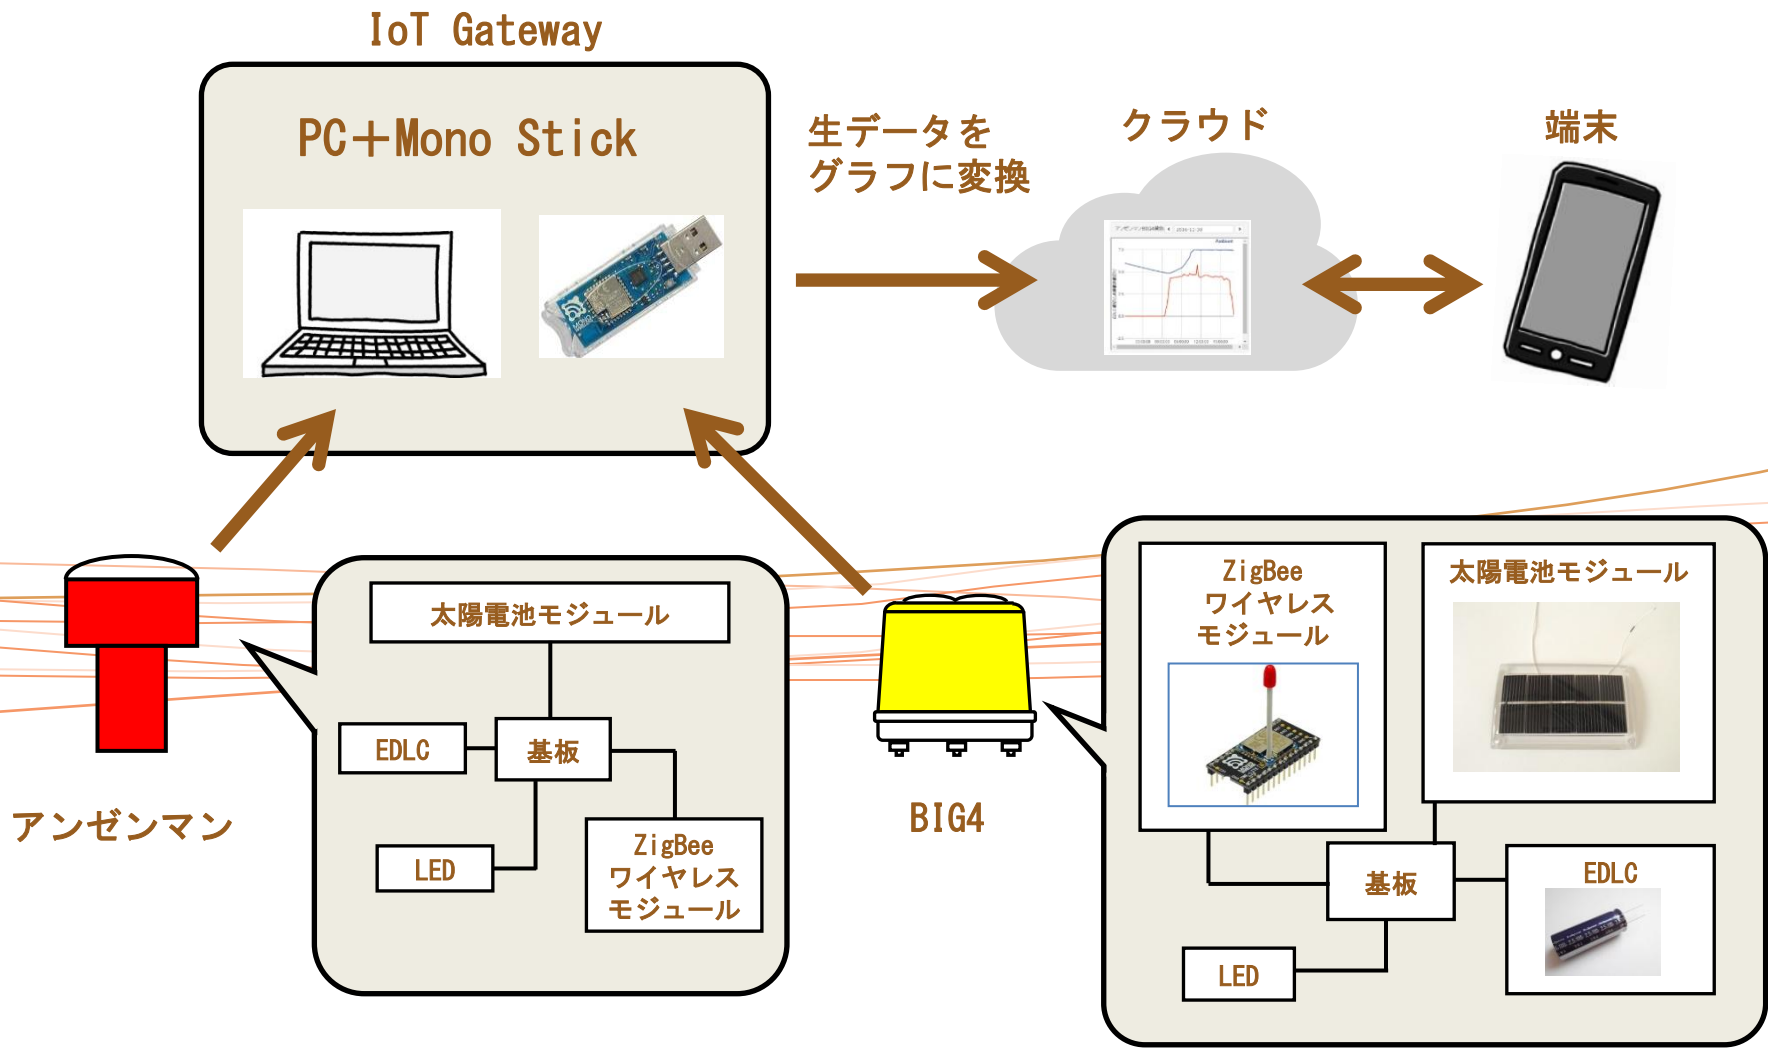 IoT Gateway
PC＋Mono Stick
生データを
グラフに変換
クラウド
端末
アンゼンマン
太陽電池モジュール
EDLC
基板
LED
ZigBee
ワイヤレス
モジュール
BIG4
ZigBee
ワイヤレス
モジュール
太陽電池モジュール
基板
EDLC
LED